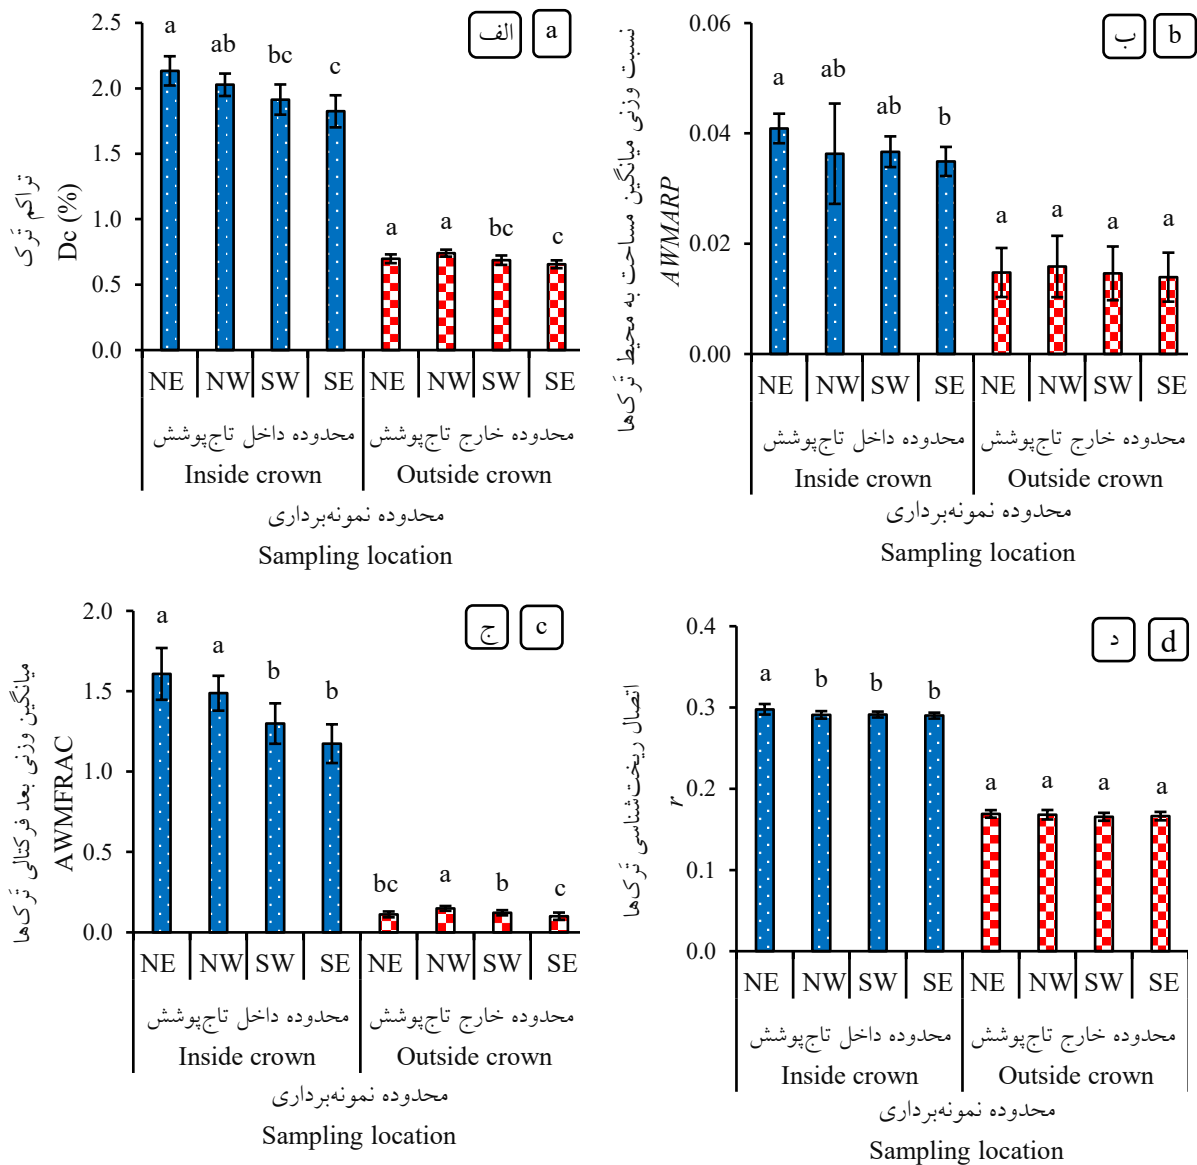 الف
a
تراکم تَرَک
Dc (%)
2.5
2.0
1.5
1.0
0.5
0.0
a
ab
bc
c
a
a
bc
c
NE
NW
SW
SE
NE
NW
SW
SE
محدوده داخل تاج‌پوشش
محدوده خارج تاج‌پوشش
Inside crown
Outside crown
محدوده نمونه‌برداری
Sampling location
ب
b
نسبت وزنی میانگین مساحت به محیط تَرَک‌ها
AWMARP
0.06
0.04
0.02
0.00
a
ab
ab
b
a
a
a
a
NE
NW
SW
SE
NE
NW
SW
SE
محدوده داخل تاج‌پوشش
محدوده خارج تاج‌پوشش
Inside crown
Outside crown
محدوده نمونه‌برداری
Sampling location
ج
c
میانگین وزنی بعد فرکتالی تَرَک‌ها
AWMFRAC
2.0
1.5
1.0
0.5
0.0
a
a
b
b
bc
a
b
c
NE
NW
SW
SE
NE
NW
SW
SE
محدوده داخل تاج‌پوشش
محدوده خارج تاج‌پوشش
Inside crown
Outside crown
محدوده نمونه‌برداری
Sampling location
د
d
اتصال ریخت‌شناسی تَرَک‌ها
r
0.4
0.3
0.2
0.1
0.0
a
b
b
b
a
a
a
a
NE
NW
SW
SE
NE
NW
SW
SE
محدوده داخل تاج‌پوشش
محدوده خارج تاج‌پوشش
Inside crown
Outside crown
محدوده نمونه‌برداری
Sampling location